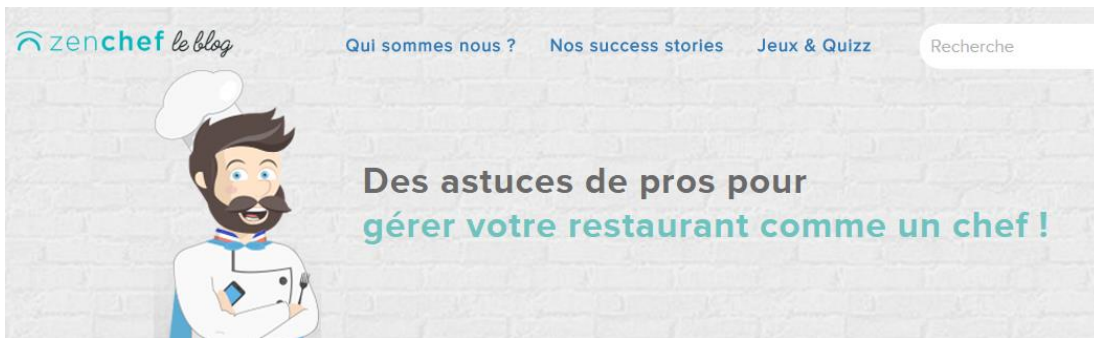 zenchef le blog
Qui sommes nous ? Nos success stories Jeux & Quizz Recherche
Des astuces de pros pour
gérer votre restaurant comme un chef !